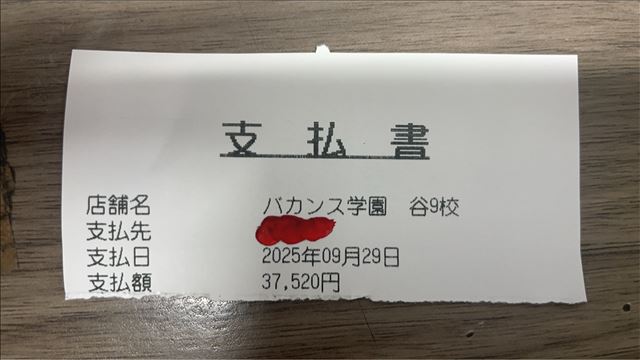 支払書
店舗名 バカンス学園 谷9校
支払先
支払日 2025年09月29日
支払額 37,520円